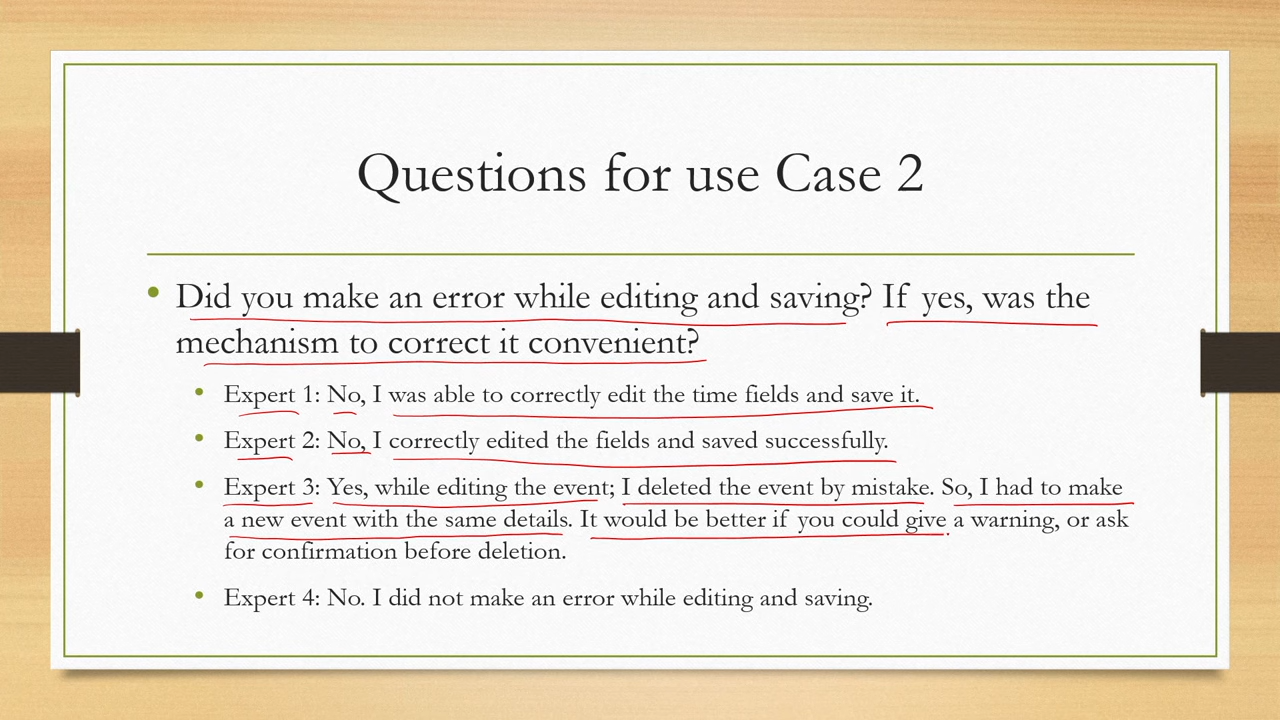 Questions for use Case 2
Did you make an error while editing and saving? If yes, was the
mechanism to correct it convenient?
Expert 1: No, I was able to correctly edit the time fields and save it.
Expert 2: No, I correctly edited the fields and saved successfully.
Expert 3: Yes, while editing the event; I deleted the event by mistake. So, I had to make
a new event with the same details. It would be better if you could give a warning, or ask
for confirmation before deletion.
Expert 4: No. I did not make an error while editing and saving.